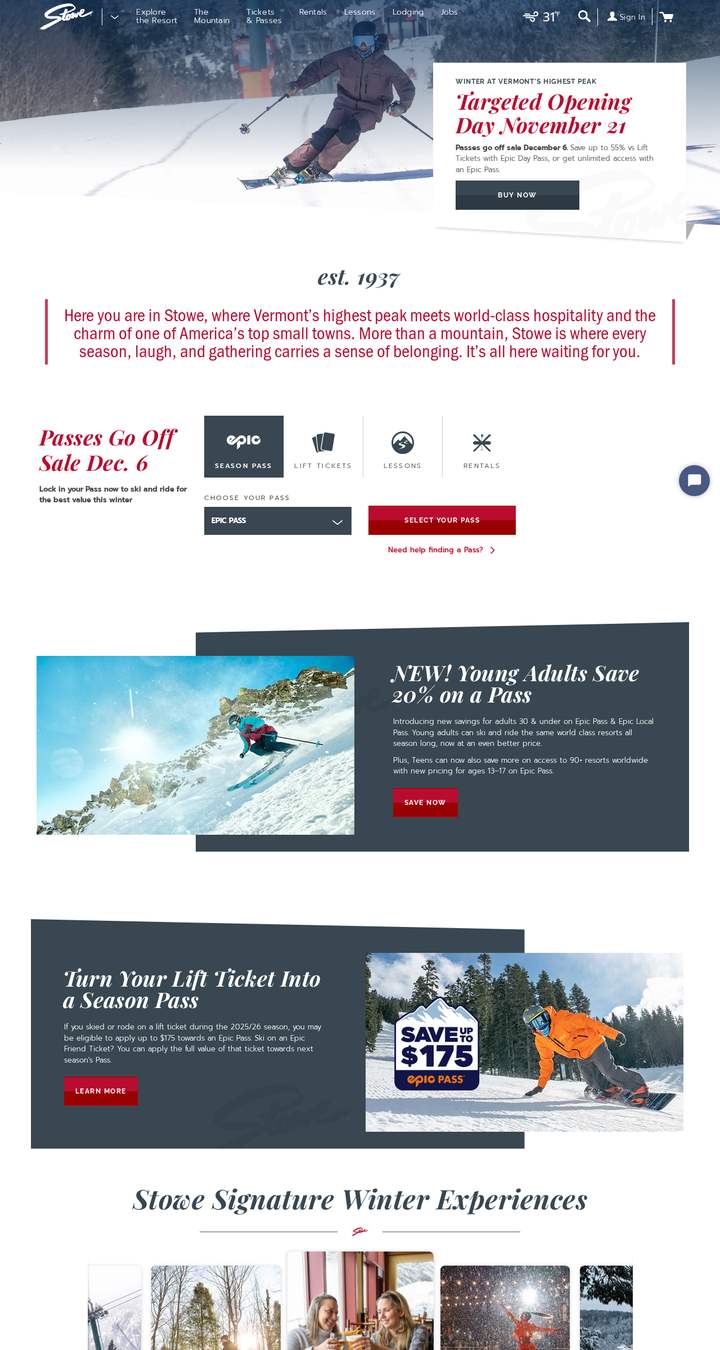 Stowe
Explore
the Resort
The
Mountain
Tickets
& Passes
Rentals
Lessons
Lodging
Jobs
31°F
Sign In
WINTER AT VERMONT'S HIGHEST PEAK
Targeted Opening
Day November 21
Passes go off sale December 6. Save up to 55% vs Lift
Tickets with Epic Day Pass, or get unlimited access with
an Epic Pass.
BUY NOW
est. 1937
Here you are in Stowe, where Vermont's highest peak meets world-class hospitality and the
charm of one of America's top small towns. More than a mountain, Stowe is where every
season, laugh, and gathering carries a sense of belonging. It's all here waiting for you.
Passes Go Off
Sale Dec. 6
Lock in your Pass now to ski and ride for
the best value this winter
epic
SEASON PASS
LIFT TICKETS
LESSONS
RENTALS
CHOOSE YOUR PASS
EPIC PASS
SELECT YOUR PASS
Need help finding a Pass?
NEW! Young Adults Save
20% on a Pass
Introducing new savings for adults 30 & under on Epic Pass & Epic Local
Pass. Young adults can ski and ride the same world class resorts all
season long, now at an even better price.
Plus, Teens can now also save more on access to 90+ resorts worldwide
with new pricing for ages 13–17 on Epic Pass.
SAVE NOW
Turn Your Lift Ticket Into
a Season Pass
If you skied or rode on a lift ticket during the 2025/26 season, you may
be eligible to apply up to $175 towards an Epic Pass. Ski on an Epic
Friend Ticket? You can apply the full value of that ticket towards next
season's Pass.
LEARN MORE
SAVE UP TO
$175
epic PASS
Stowe Signature Winter Experiences
Stowe